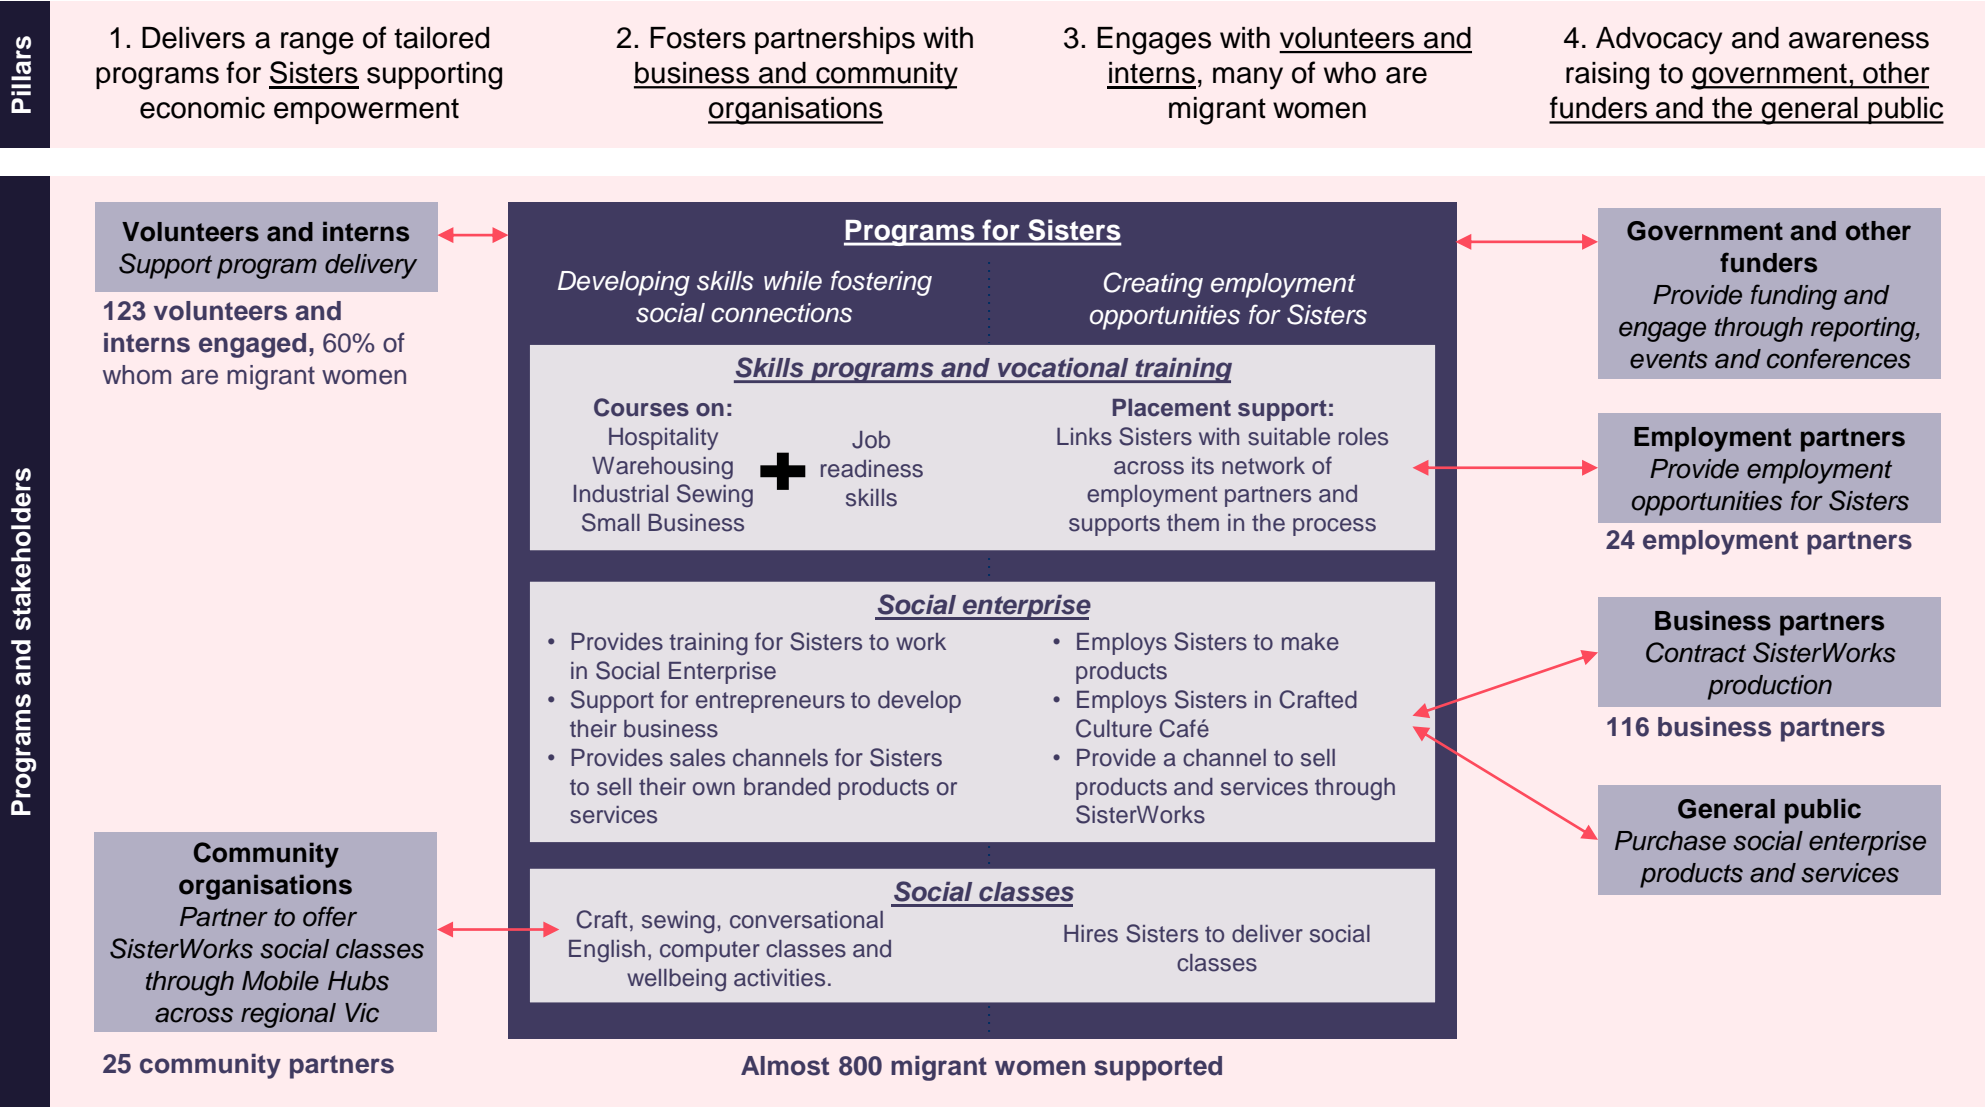 Pillars
1. Delivers a range of tailored
programs for Sisters supporting
economic empowerment
2. Fosters partnerships with
business and community
organisations
3. Engages with volunteers and
interns, many of who are
migrant women
4. Advocacy and awareness
raising to government, other
funders and the general public
Programs and stakeholders
Volunteers and interns
Support program delivery
123 volunteers and
interns engaged, 60% of
whom are migrant women
Community
organisations
Partner to offer
SisterWorks social classes
through Mobile Hubs
across regional Vic
25 community partners
Programs for Sisters
Developing skills while fostering
social connections
Creating employment
opportunities for Sisters
Skills programs and vocational training
Courses on:
Hospitality
Warehousing
Industrial Sewing
Small Business
Job
readiness
skills
Placement support:
Links Sisters with suitable roles
across its network of
employment partners and
supports them in the process
Social enterprise
• Provides training for Sisters to work
in Social Enterprise
• Support for entrepreneurs to develop
their business
• Provides sales channels for Sisters
to sell their own branded products or
services
• Employs Sisters to make
products
• Employs Sisters in Crafted
Culture Café
• Provide a channel to sell
products and services through
SisterWorks
Social classes
Craft, sewing, conversational
English, computer classes and
wellbeing activities.
Hires Sisters to deliver social
classes
Almost 800 migrant women supported
Government and other
funders
Provide funding and
engage through reporting,
events and conferences
Employment partners
Provide employment
opportunities for Sisters
24 employment partners
Business partners
Contract SisterWorks
production
116 business partners
General public
Purchase social enterprise
products and services